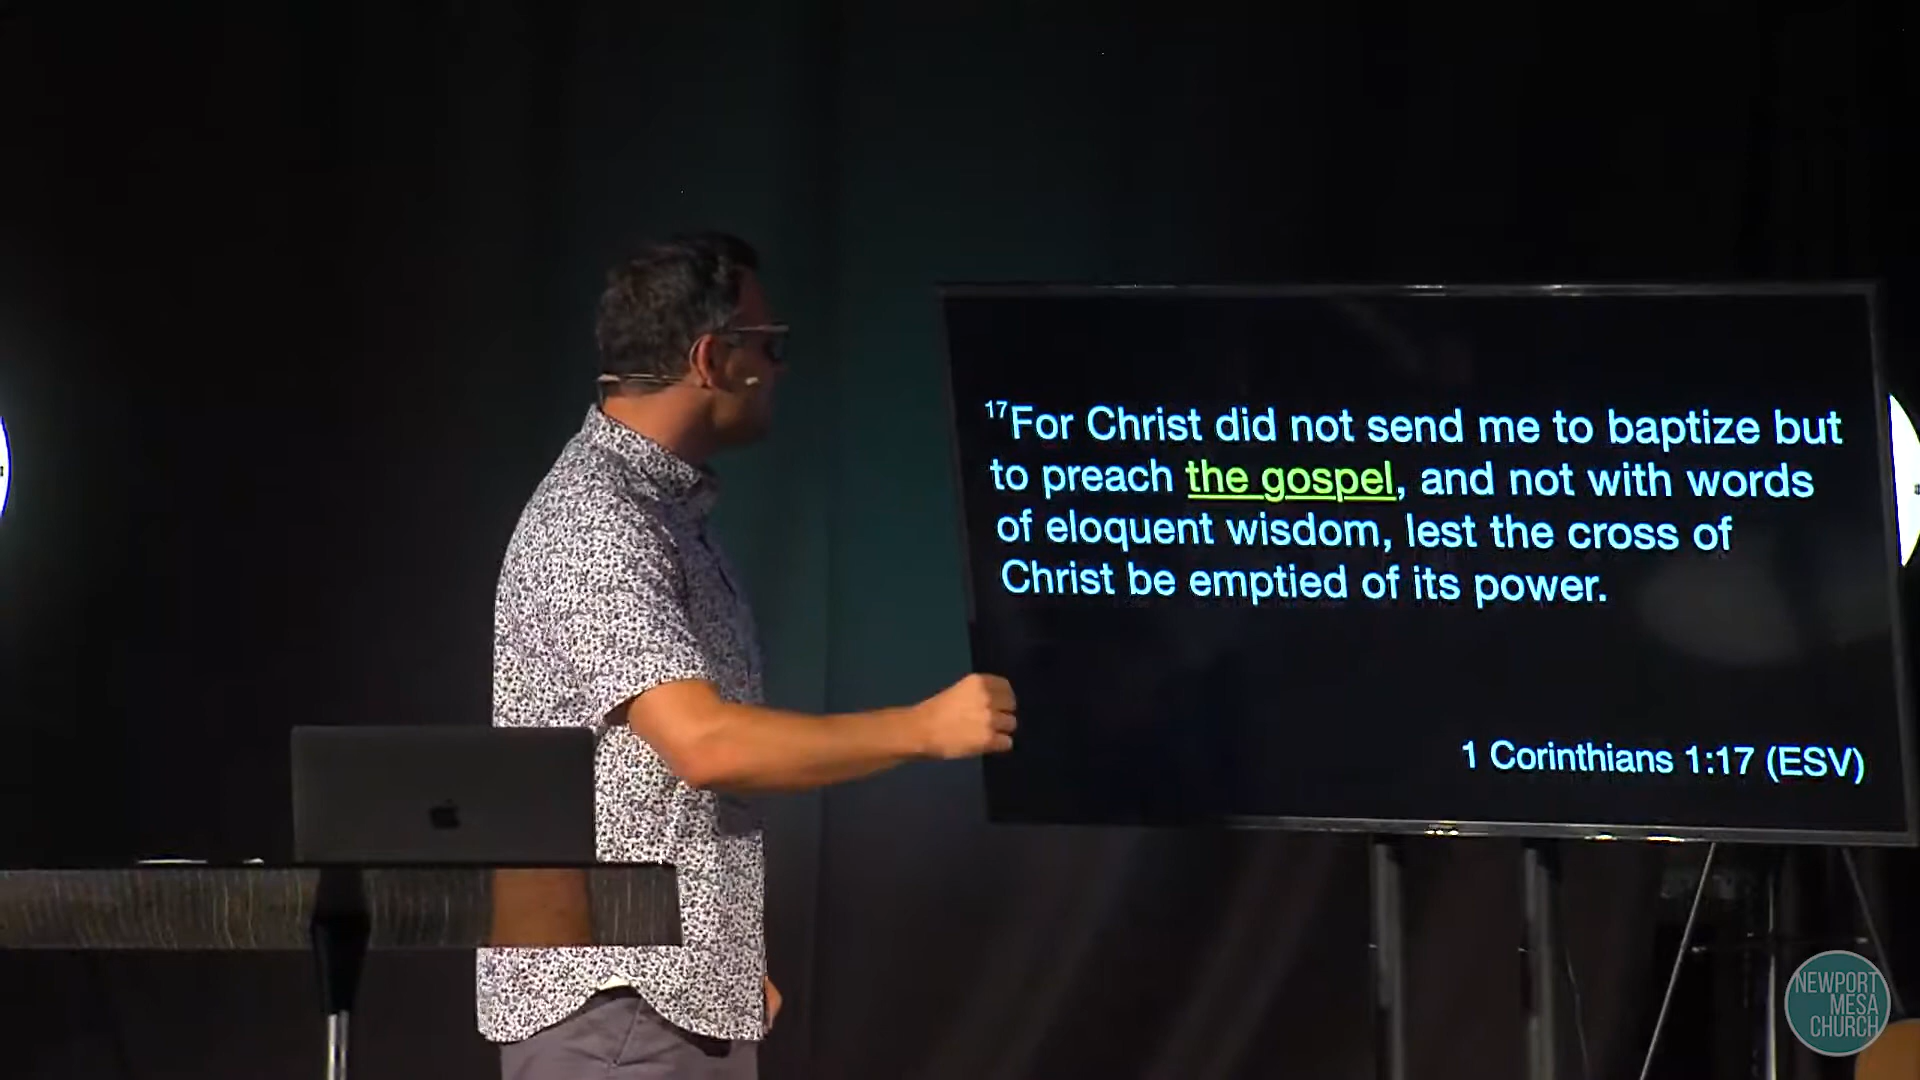 ¹⁷For Christ did not send me to baptize but
to preach the gospel, and not with words
of eloquent wisdom, lest the cross of
Christ be emptied of its power.
1 Corinthians 1:17 (ESV)
NEWPORT
MESA
CHURCH